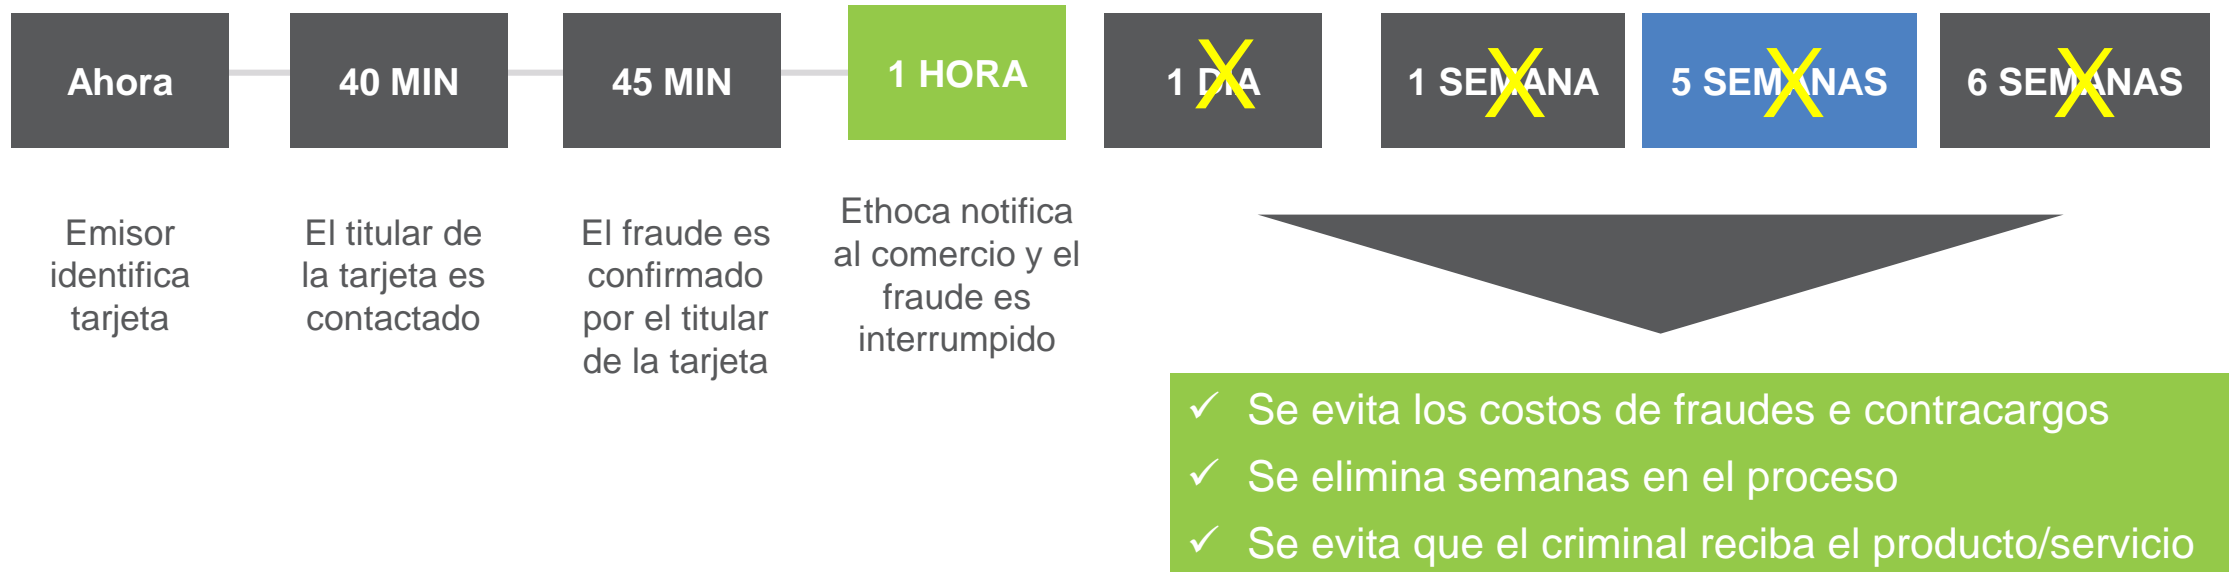 Ahora
40 MIN
45 MIN
1 HORA
1 DIA
X
1 SEMANA
X
5 SEMANAS
X
6 SEMANAS
X
Emisor
identifica
tarjeta
El titular de
la tarjeta es
contactado
El fraude es
confirmado
por el titular
de la tarjeta
Ethoca notifica
al comercio y el
fraude es
interrumpido
✓ Se evita los costos de fraudes e contracargos
✓ Se elimina semanas en el proceso
✓ Se evita que el criminal reciba el producto/servicio